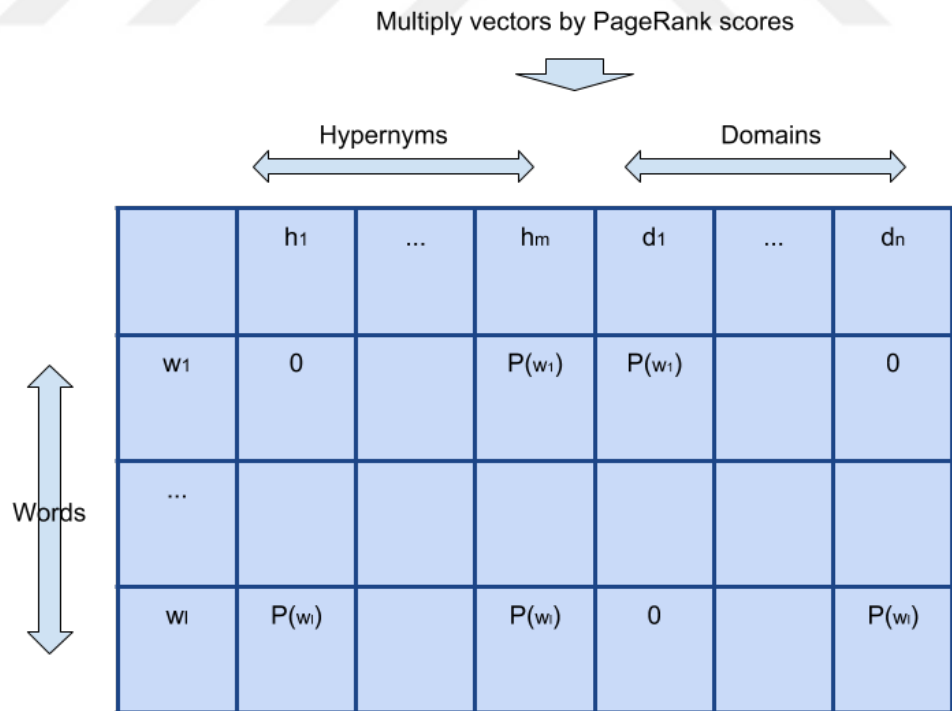 Multiply vectors by PageRank scores
Hypernyms Domains
h1 ... hm d1 ... dn
w1 0 P(w1) P(w1) 0
...
Words
wl P(wl) P(wl) 0 P(wl)